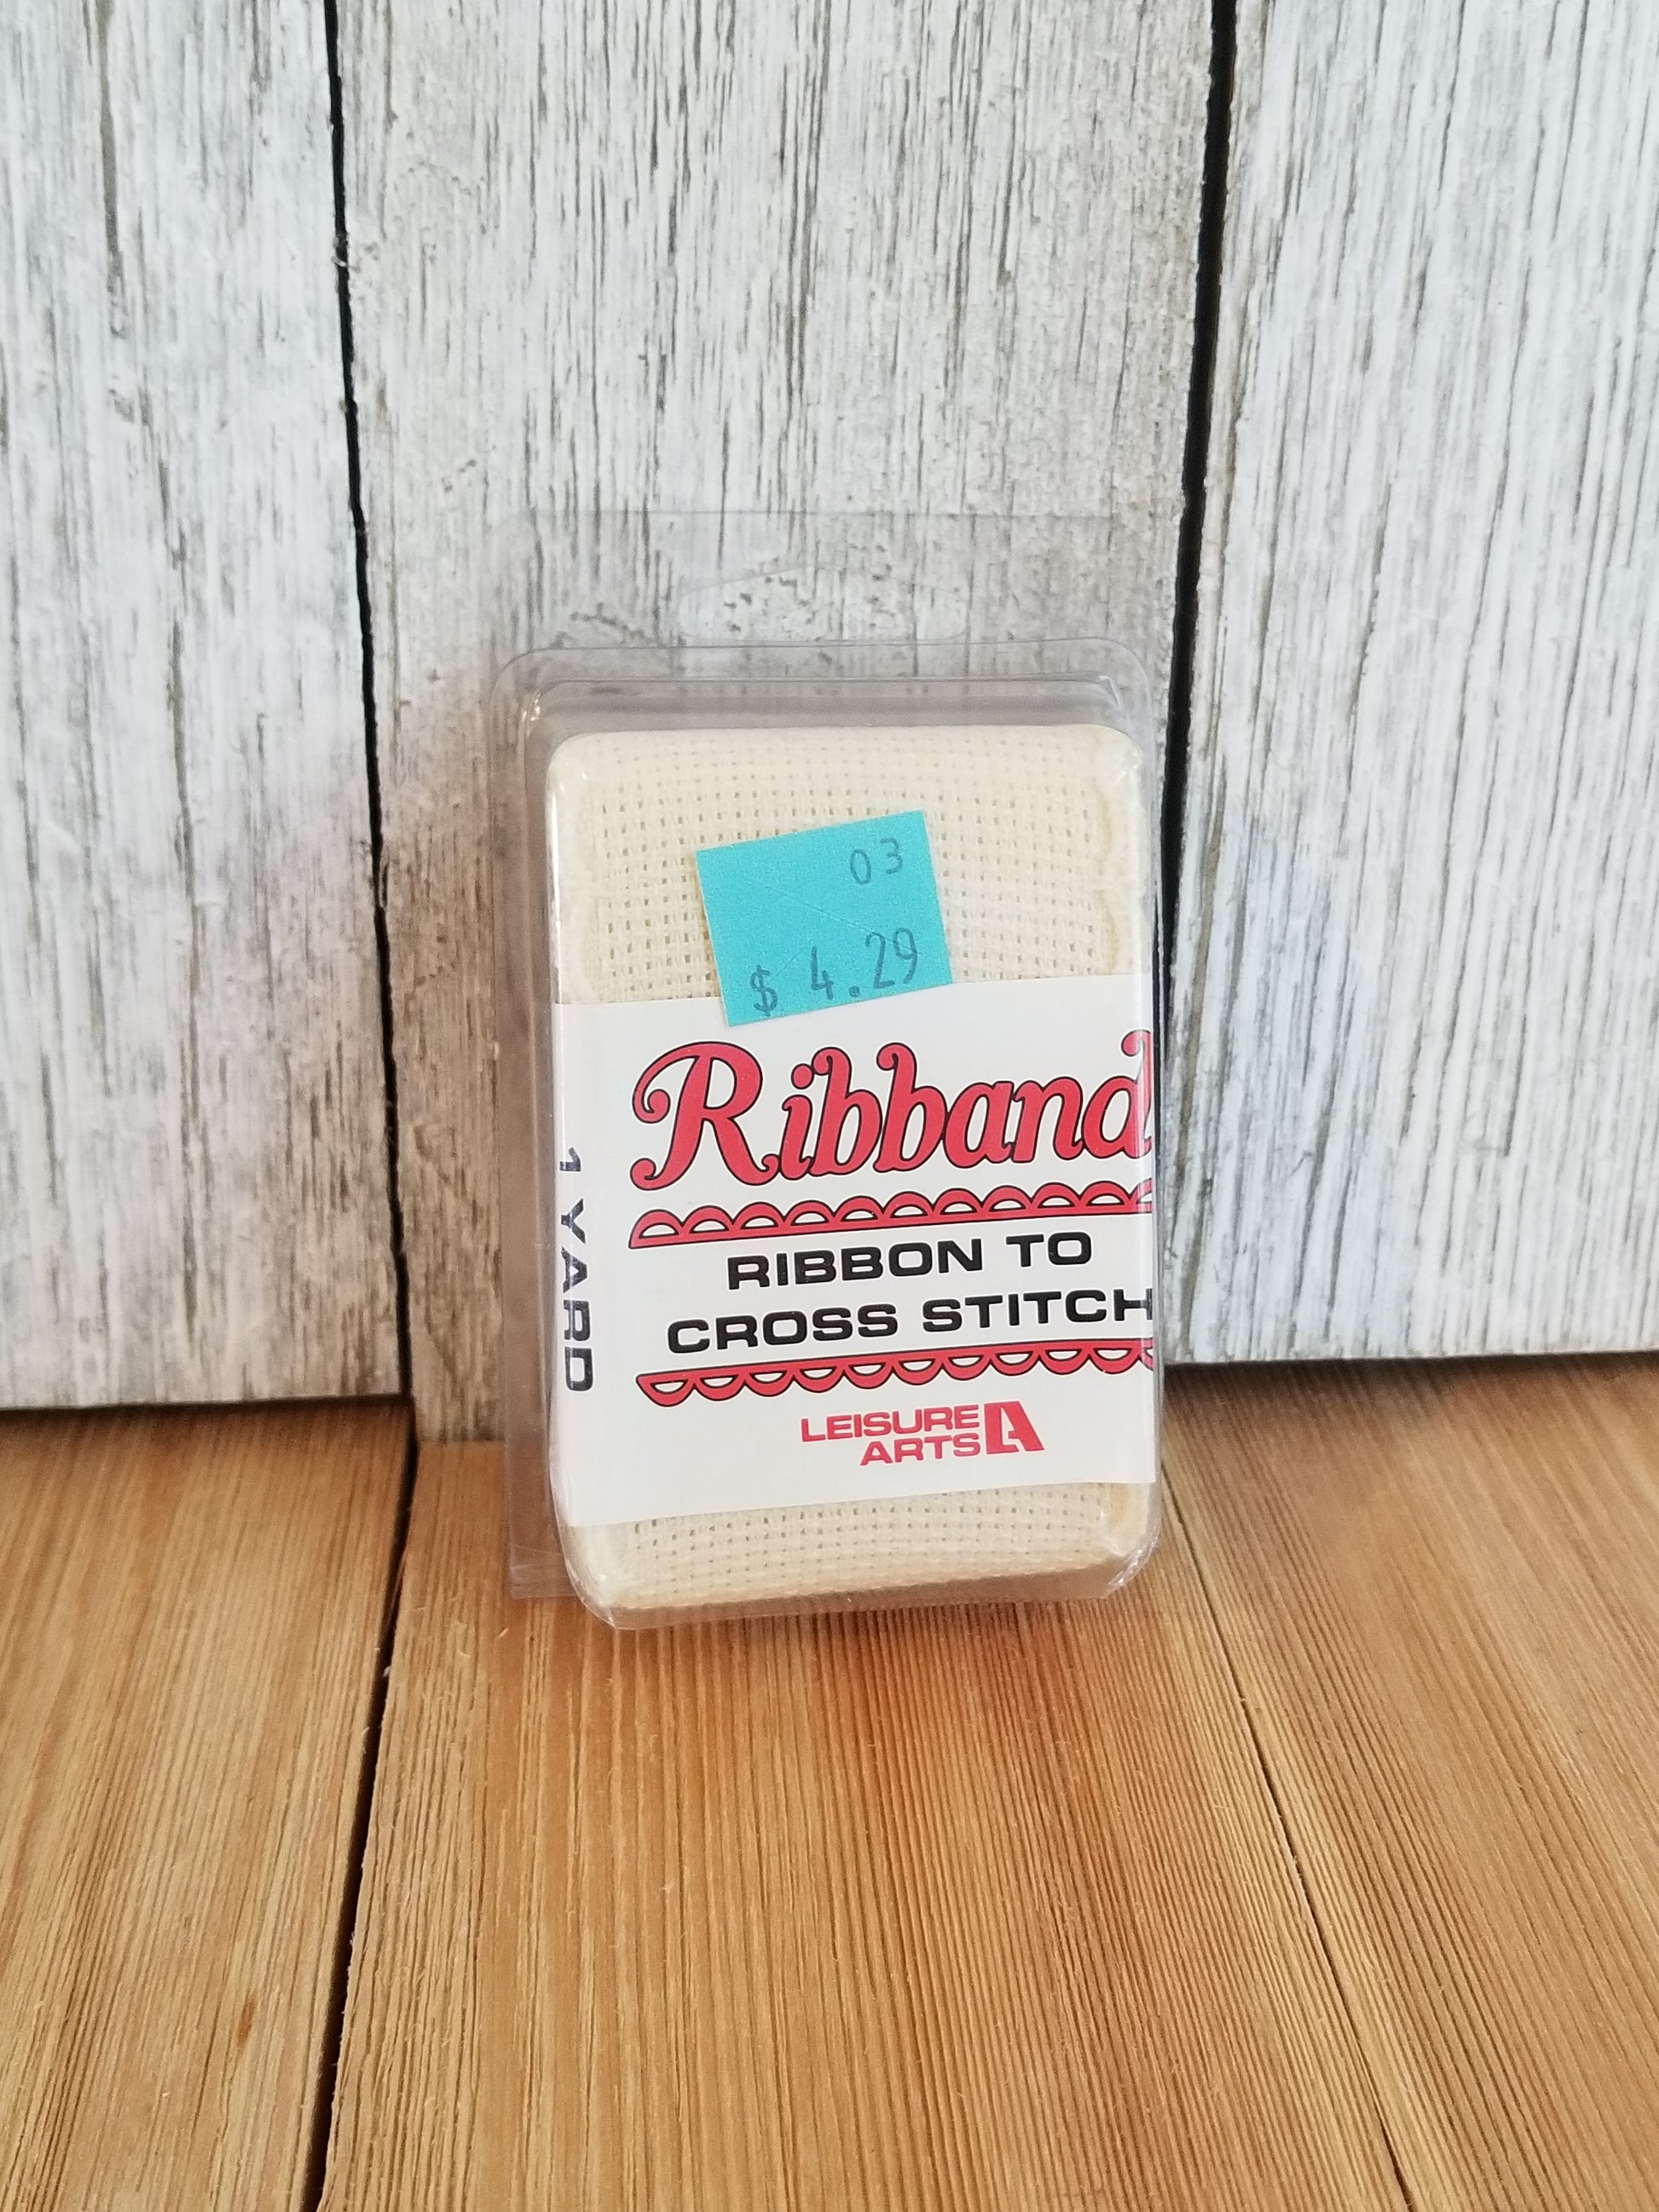 03
$ 4.29
Ribband
RIBBON TO
CROSS STITCH
LEISURE
ARTS
1 YARD